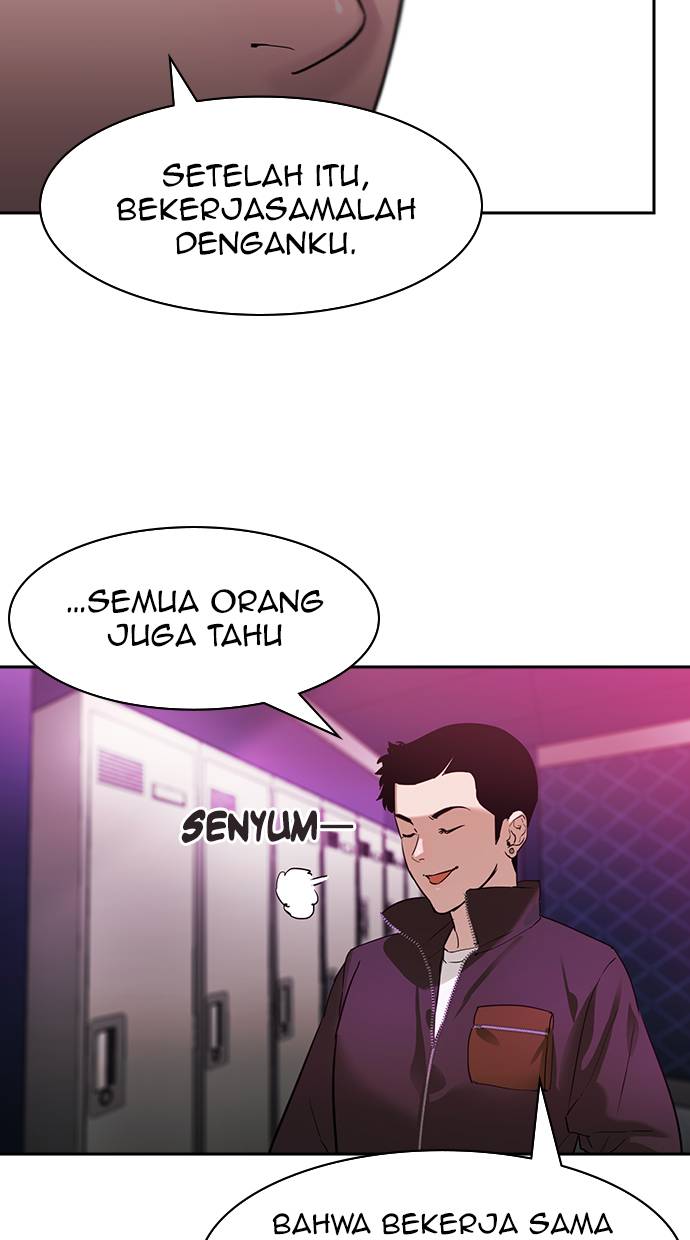 SETELAH ITU,
BEKERJASAMALAH
DENGANKU.
...SEMUA ORANG
JUGA TAHU
SENYUM—
BAHWA BEKERJA SAMA